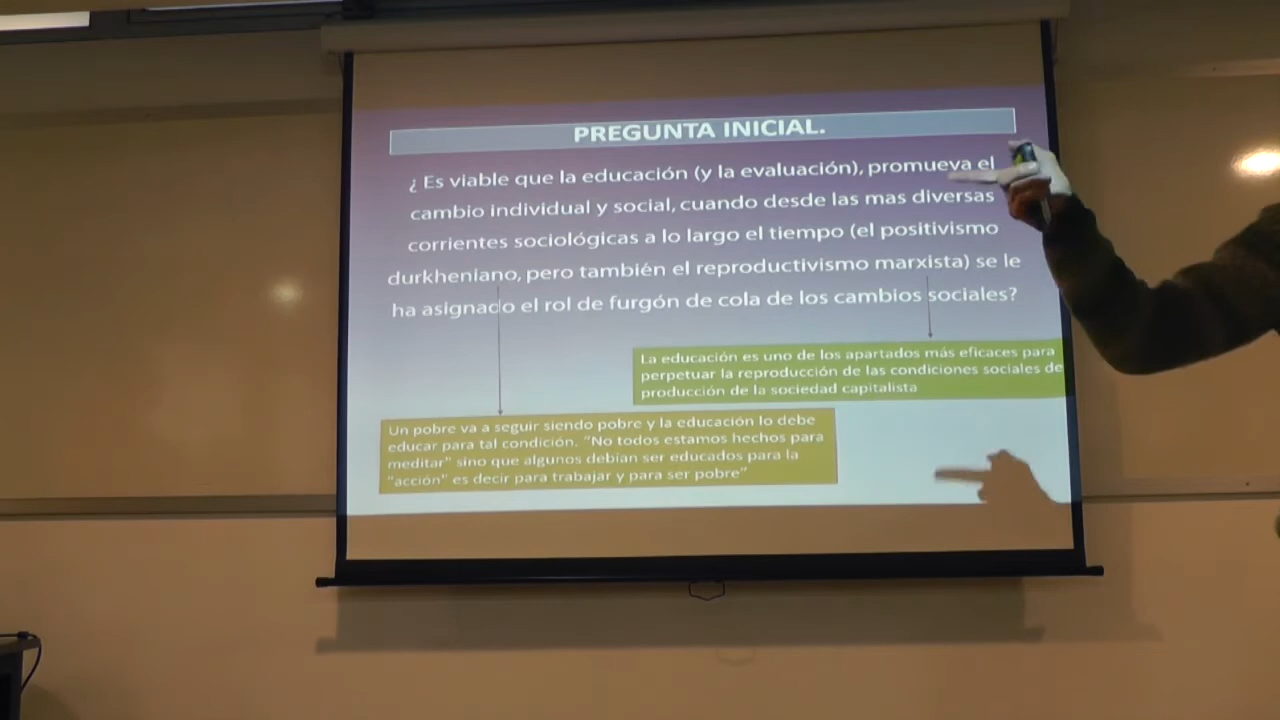 PREGUNTA INICIAL.
¿ Es viable que la educación (y la evaluación), promueva el
cambio individual y social, cuando desde las mas diversas
corrientes sociológicas a lo largo el tiempo (el positivismo
durkheniano, pero también el reproductivismo marxista) se le
ha asignado el rol de furgón de cola de los cambios sociales?
La educación es uno de los apartados más eficaces para
perpetuar la reproducción de las condiciones sociales de
producción de la sociedad capitalista
Un pobre va a seguir siendo pobre y la educación lo debe
educar para tal condición. "No todos estamos hechos para
meditar" sino que algunos debían ser educados para la
"acción" es decir para trabajar y para ser pobre"